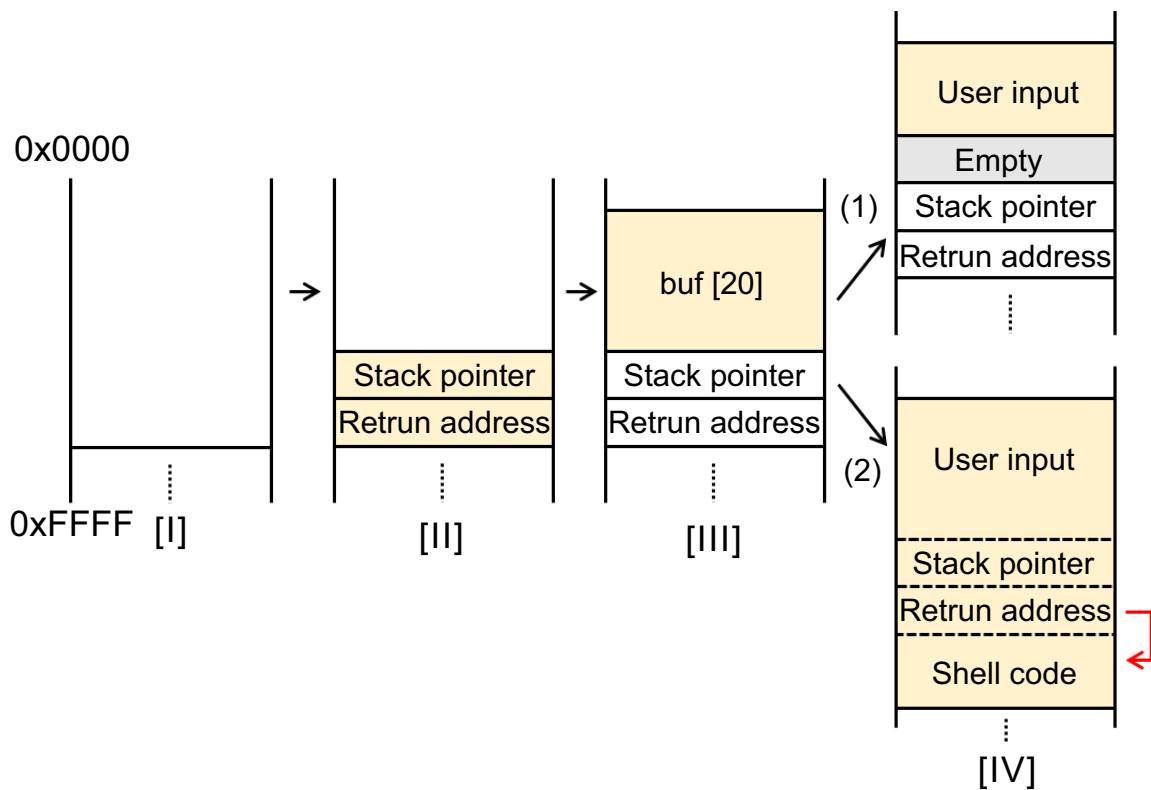 0x0000
0xFFFF
[I]
Stack pointer
Retrun address
[II]
buf [20]
Stack pointer
Retrun address
[III]
(1)
User input
Empty
Stack pointer
Retrun address
(2)
User input
Stack pointer
Retrun address
Shell code
[IV]